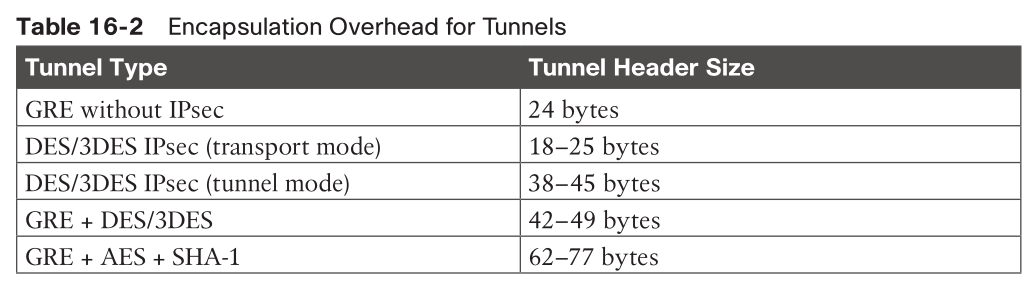 Table 16-2 Encapsulation Overhead for Tunnels
Tunnel Type Tunnel Header Size
GRE without IPsec 24 bytes
DES/3DES IPsec (transport mode) 18–25 bytes
DES/3DES IPsec (tunnel mode) 38–45 bytes
GRE + DES/3DES 42–49 bytes
GRE + AES + SHA-1 62–77 bytes